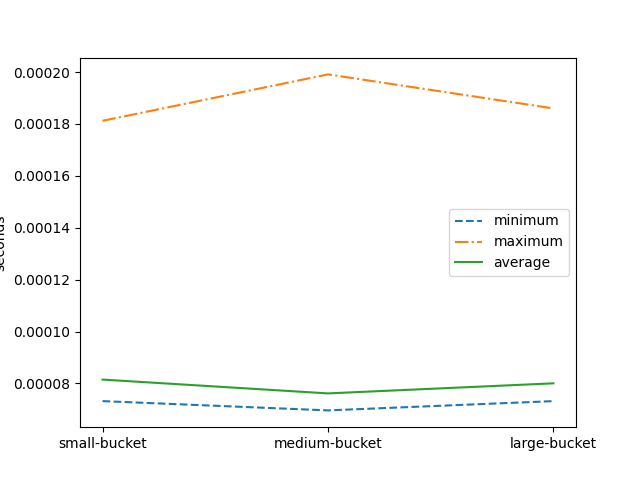 0.00020
0.00018
0.00016
0.00014
0.00012
0.00010
0.00008
seconds
minimum
maximum
average
small-bucket
medium-bucket
large-bucket